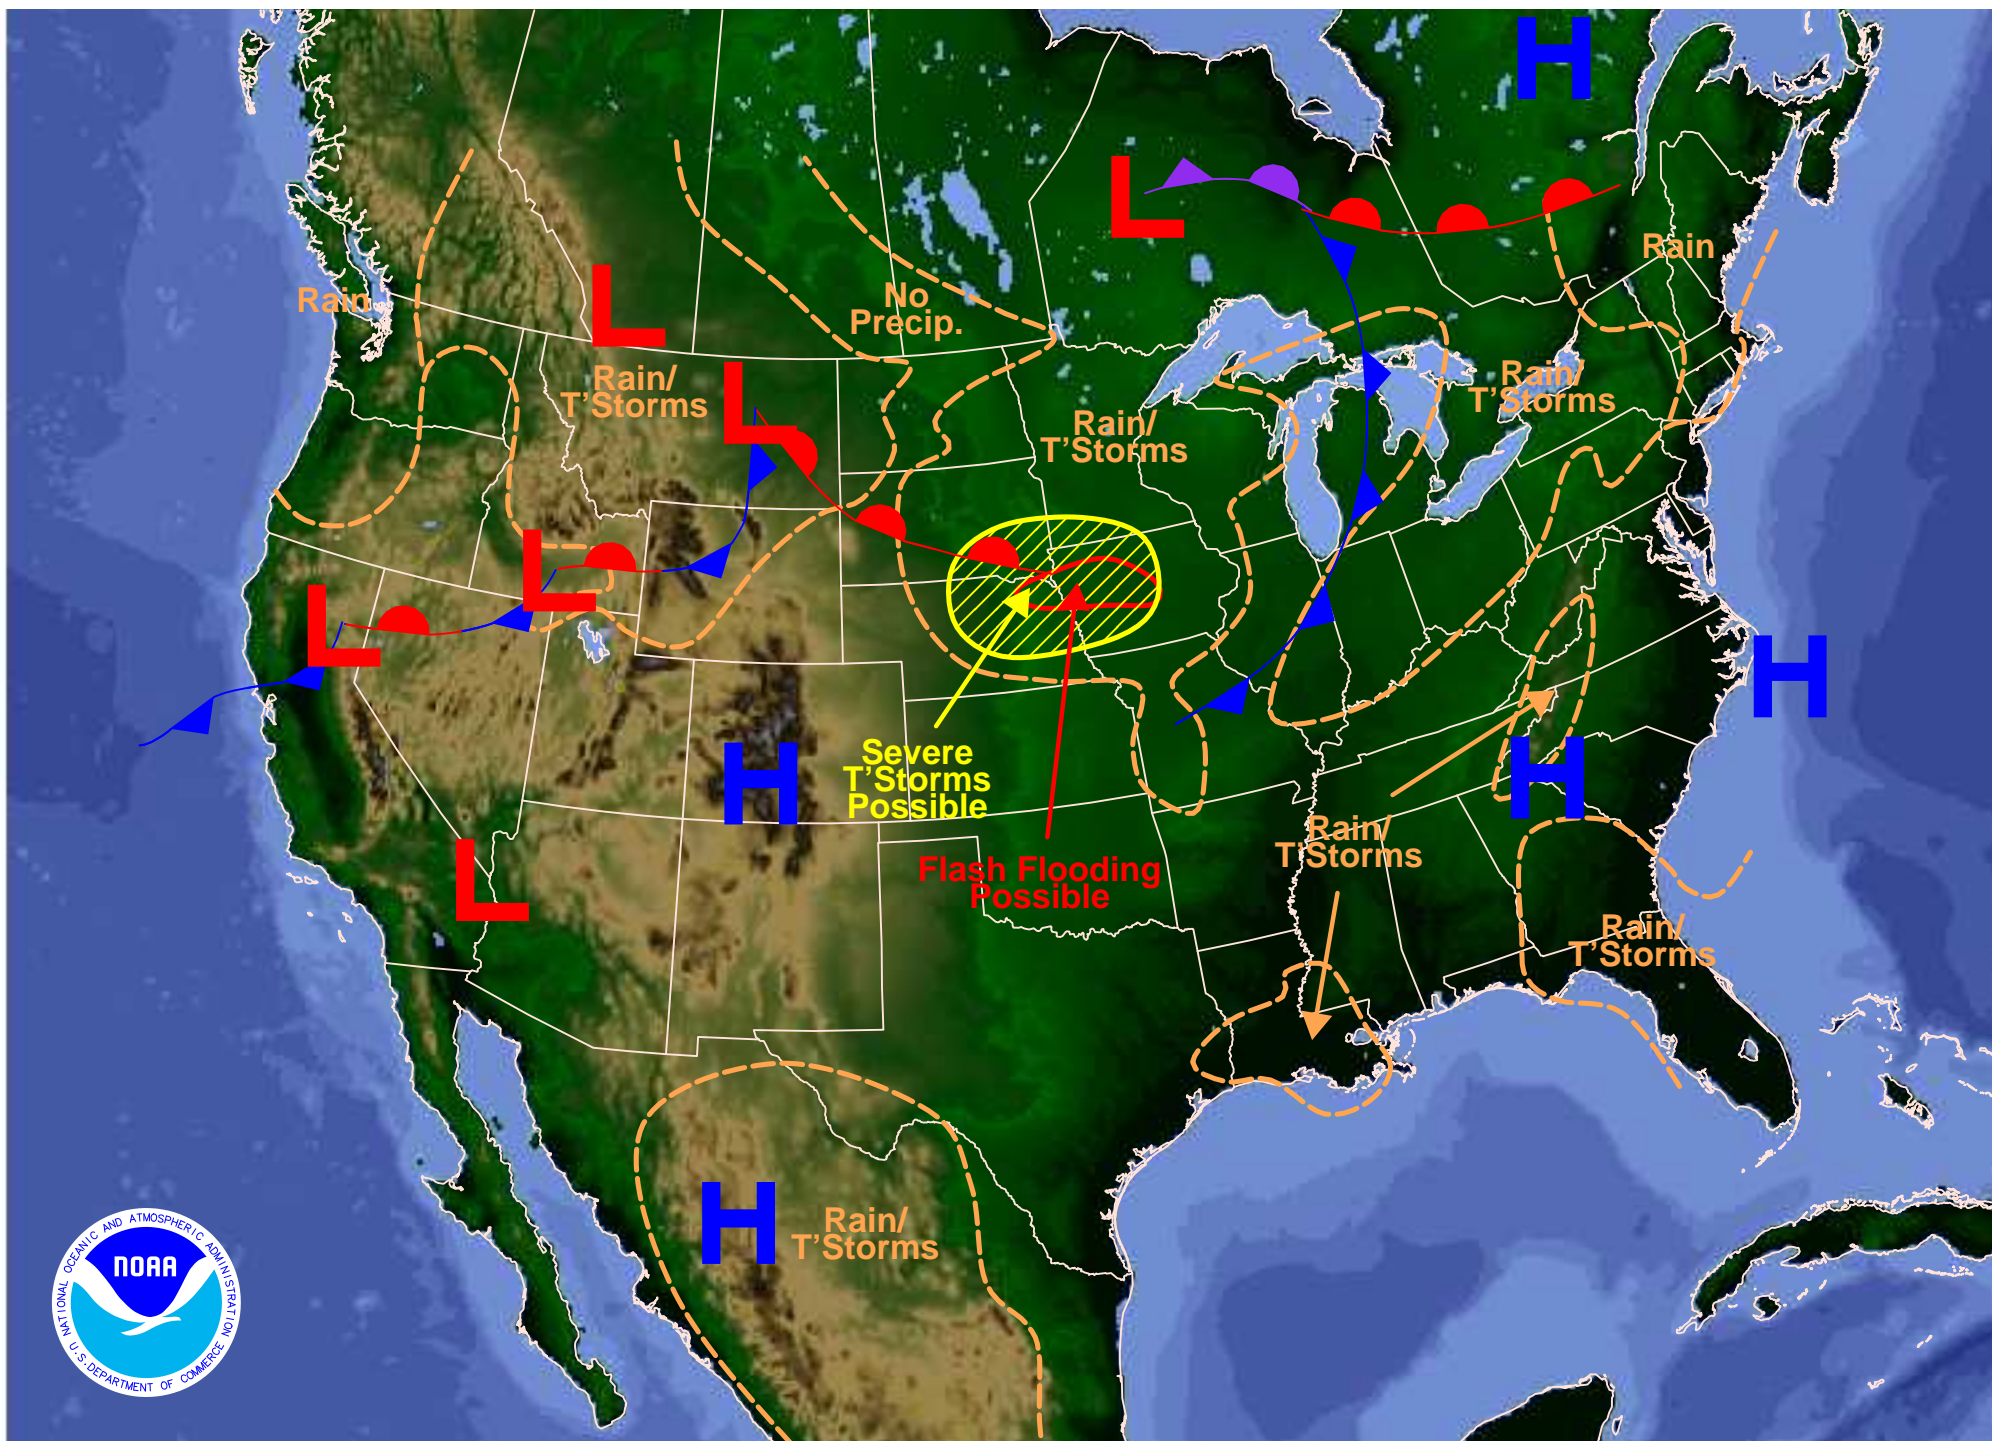 H
L
Rain
Rain
L
No
Precip.
Rain/
T'Storms
L
Rain/
T'Storms
Rain/
T'Storms
L
L
H
Severe
T'Storms
Possible
H
H
Rain/
T'Storms
L
Flash Flooding
Possible
Rain/
T'Storms
H
Rain/
T'Storms
NATIONAL OCEANIC AND ATMOSPHERIC ADMINISTRATION
NOAA
U.S. DEPARTMENT OF COMMERCE